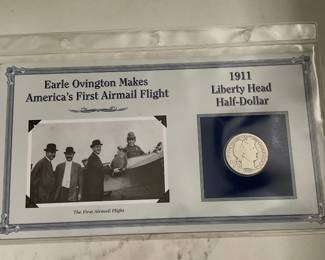 Earle Ovington Makes
America's First Airmail Flight
The First Airmail Flight
1911
Liberty Head
Half-Dollar